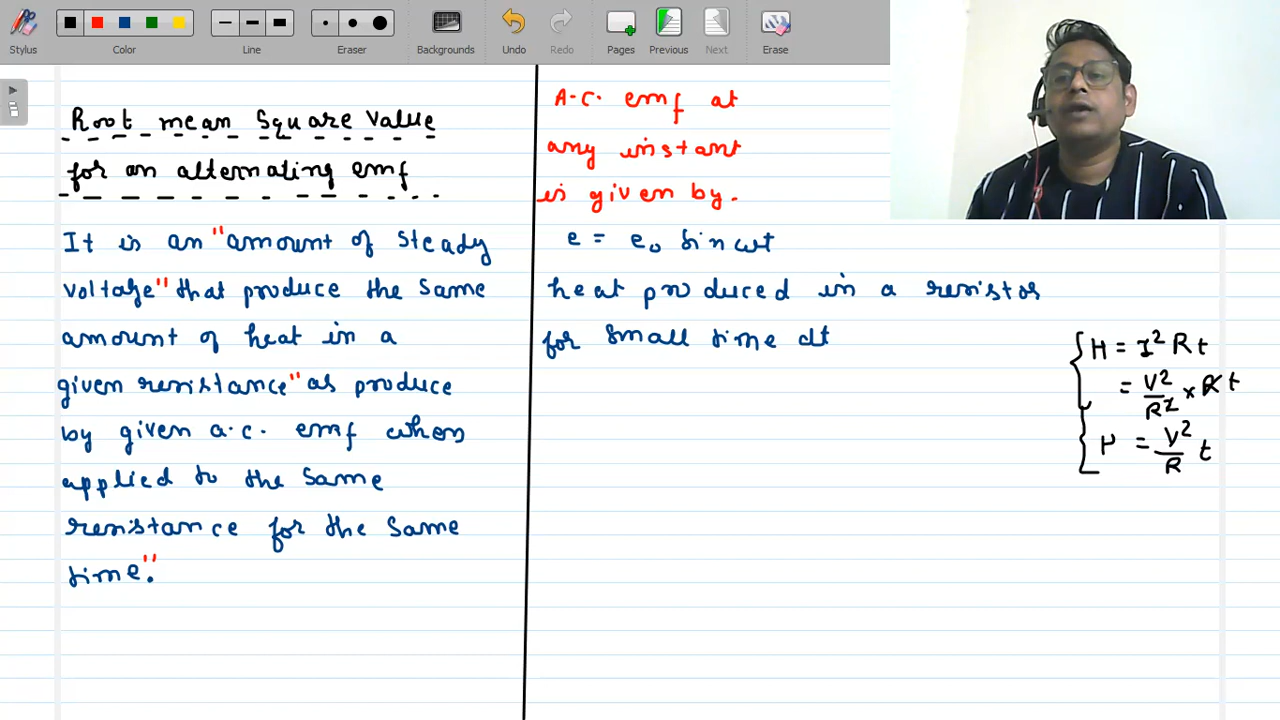 Stylus
Color
Line
Eraser
Backgrounds
Undo
Redo
Pages
Previous
Next
Erase
Root mean Square Value
for an alternating emf
It is an "amount of steady
voltage" that produce the same
amount of heat in a
given resistance" as produce
by given a.c. emf when
applied to the same
resistance for the same
time".
A.C. emf at
any instant
is given by.
e = e₀ Sin ωt
heat produced in a resistor
for small time dt
H = I² R t
= V²/R² × R t
H = V²/R t